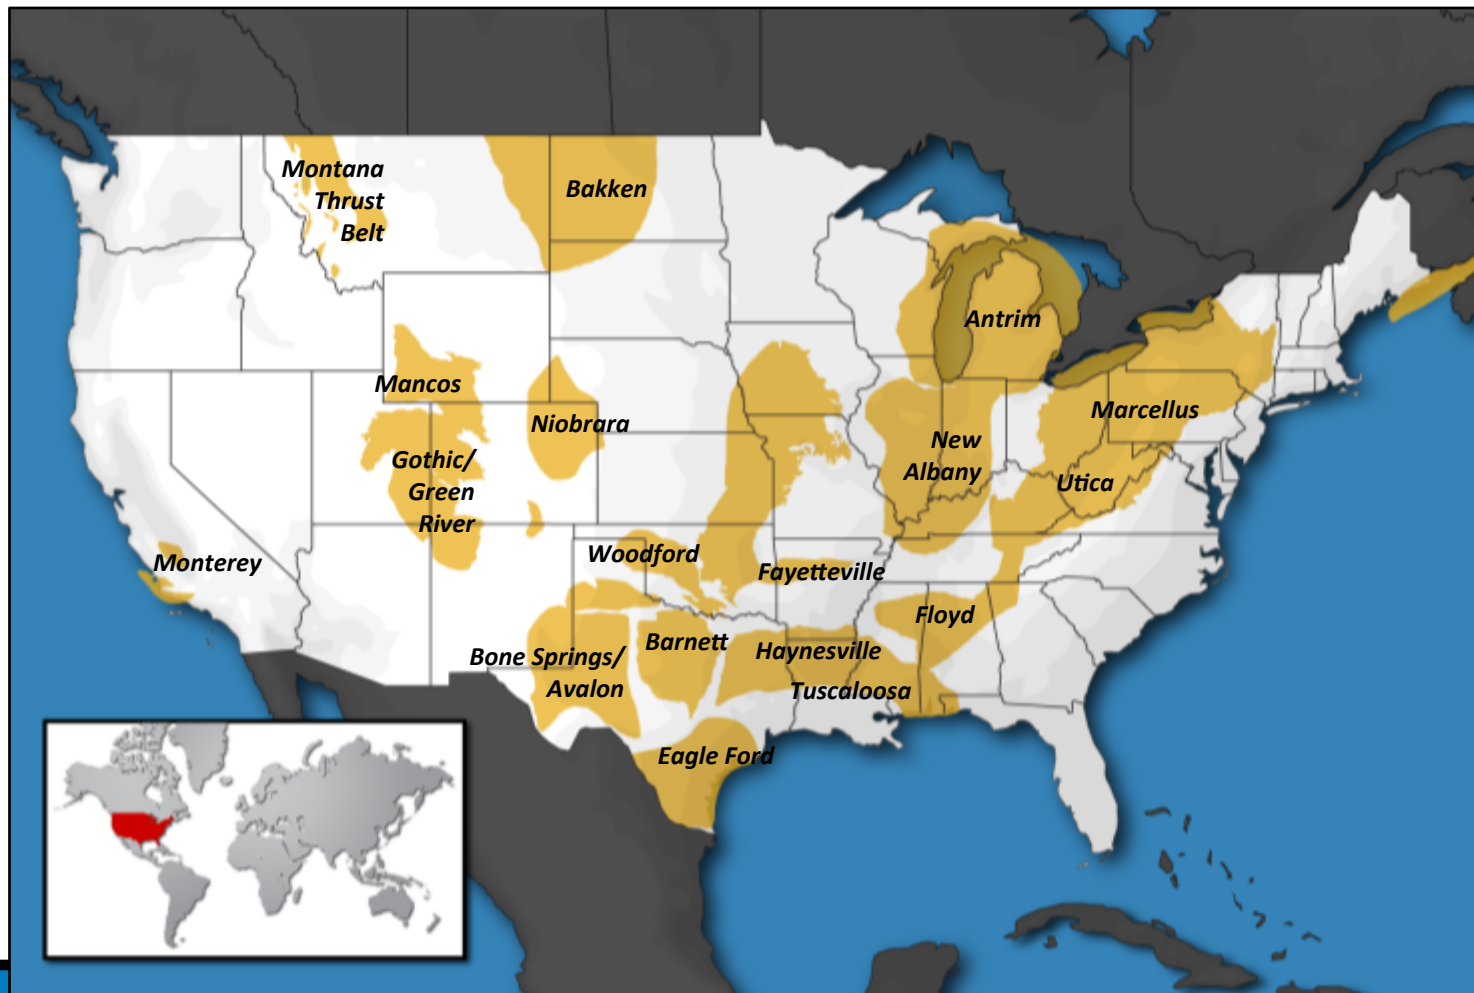 Montana
Thrust
Belt
Bakken
Antrim
Mancos
Niobrara
Marcellus
New
Albany
Gothic/
Green
River
Utica
Monterey
Woodford
Fayetteville
Floyd
Bone Springs/
Avalon
Barnett
Haynesville
Tuscaloosa
Eagle Ford